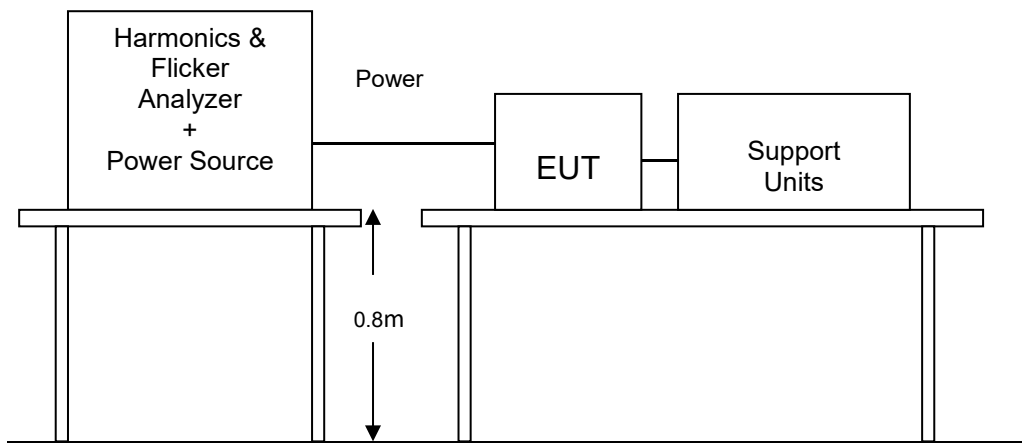 Harmonics &
Flicker
Analyzer
+
Power Source
Power
EUT
Support
Units
0.8m